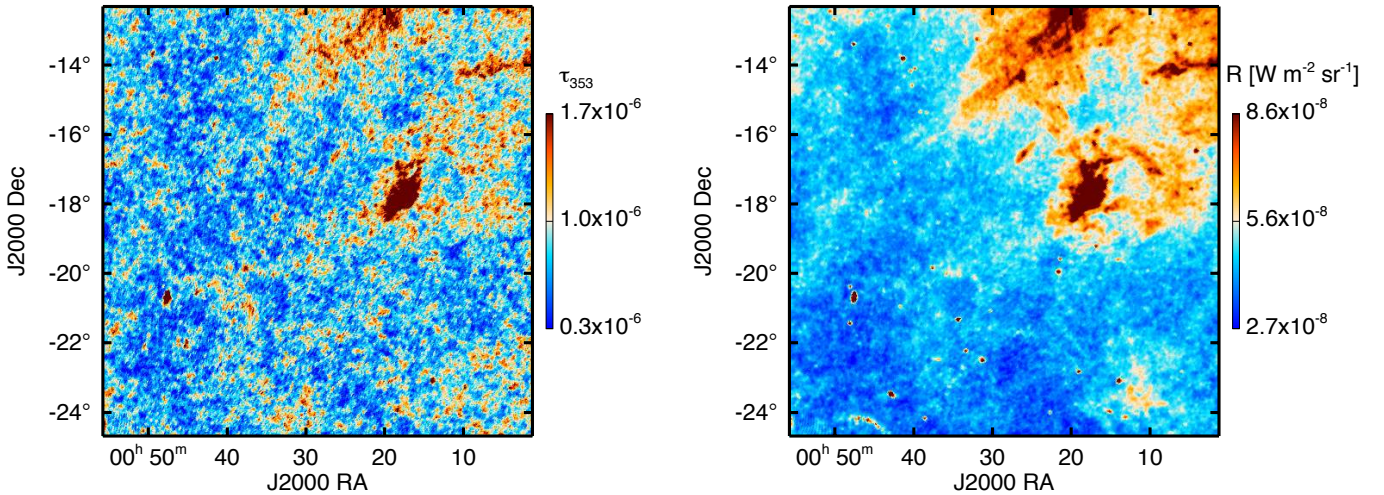 J2000 Dec
-14°
-16°
-18°
-20°
-22°
-24°
00ʰ 50ᵐ 40 30 20 10
J2000 RA
τ₃₅₃
1.7x10⁻⁶
1.0x10⁻⁶
0.3x10⁻⁶
J2000 Dec
-14°
-16°
-18°
-20°
-22°
-24°
00ʰ 50ᵐ 40 30 20 10
J2000 RA
R [W m⁻² sr⁻¹]
8.6x10⁻⁸
5.6x10⁻⁸
2.7x10⁻⁸